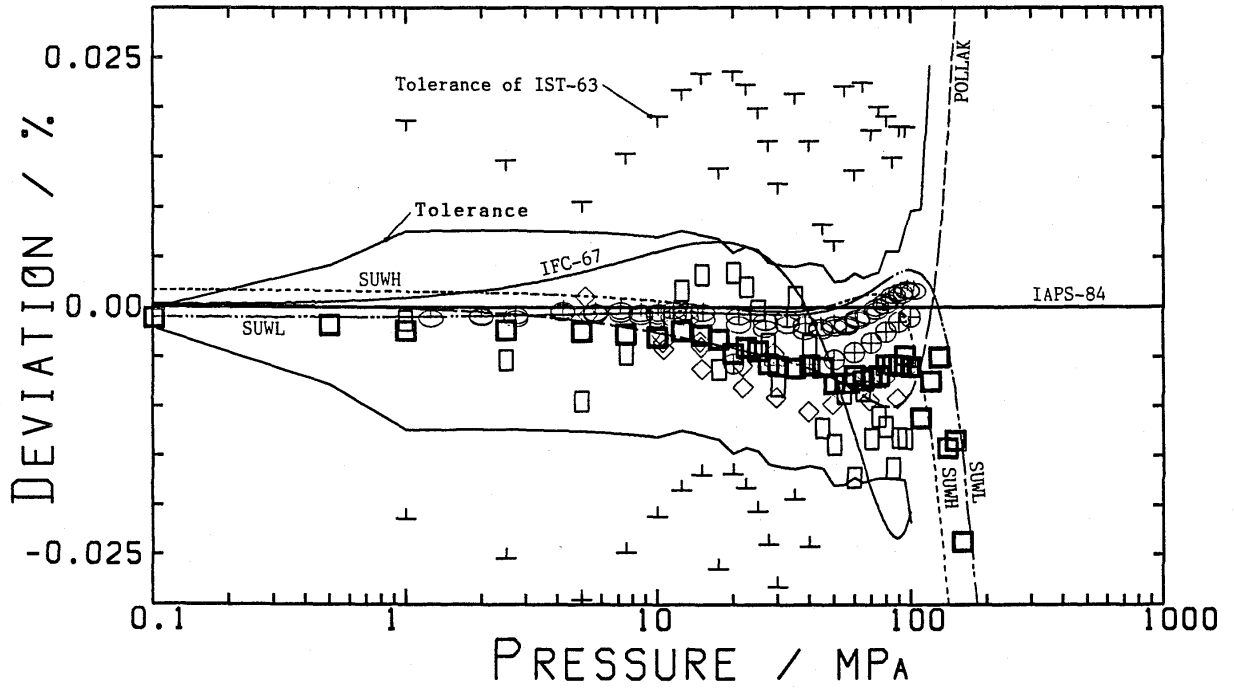 0.025
0.00
-0.025
DEVIATION / %
Tolerance of IST-63
Tolerance
IFC-67
SUWH
SUWL
IAPS-84
POLLAK
SUWH
SUWL
0.1
1
10
100
1000
PRESSURE / MPA